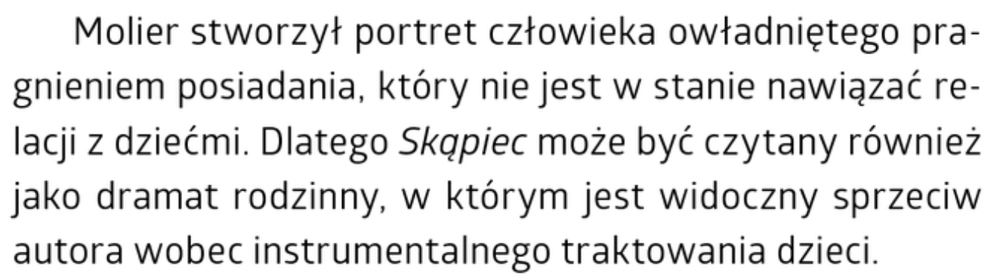 Molier stworzył portret człowieka owładniętego pra-
gnieniem posiadania, który nie jest w stanie nawiązać re-
lacji z dziećmi. Dlatego Skąpiec może być czytany również
jako dramat rodzinny, w którym jest widoczny sprzeciw
autora wobec instrumentalnego traktowania dzieci.